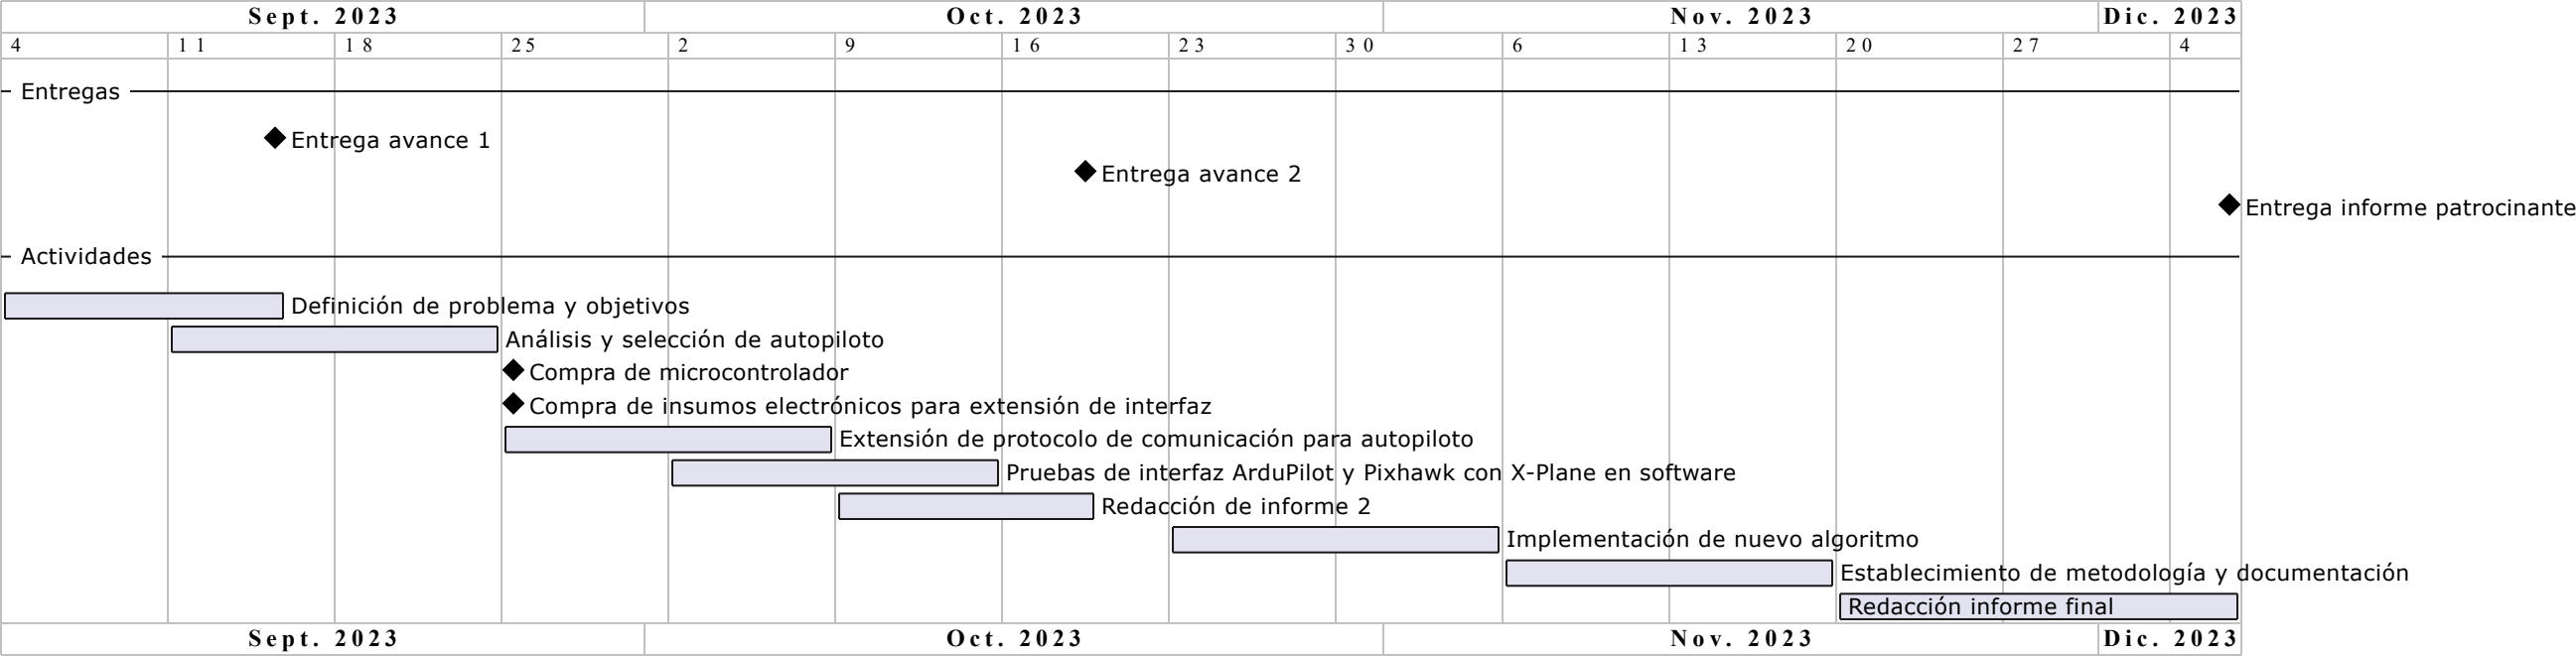 Sept. 2023 Oct. 2023 Nov. 2023 Dic. 2023
4 11 18 25 2 9 16 23 30 6 13 20 27 4
Entregas
Entrega avance 1
Entrega avance 2
Entrega informe patrocinante
Actividades
Definición de problema y objetivos
Análisis y selección de autopiloto
Compra de microcontrolador
Compra de insumos electrónicos para extensión de interfaz
Extensión de protocolo de comunicación para autopiloto
Pruebas de interfaz ArduPilot y Pixhawk con X-Plane en software
Redacción de informe 2
Implementación de nuevo algoritmo
Establecimiento de metodología y documentación
Redacción informe final
Sept. 2023 Oct. 2023 Nov. 2023 Dic. 2023